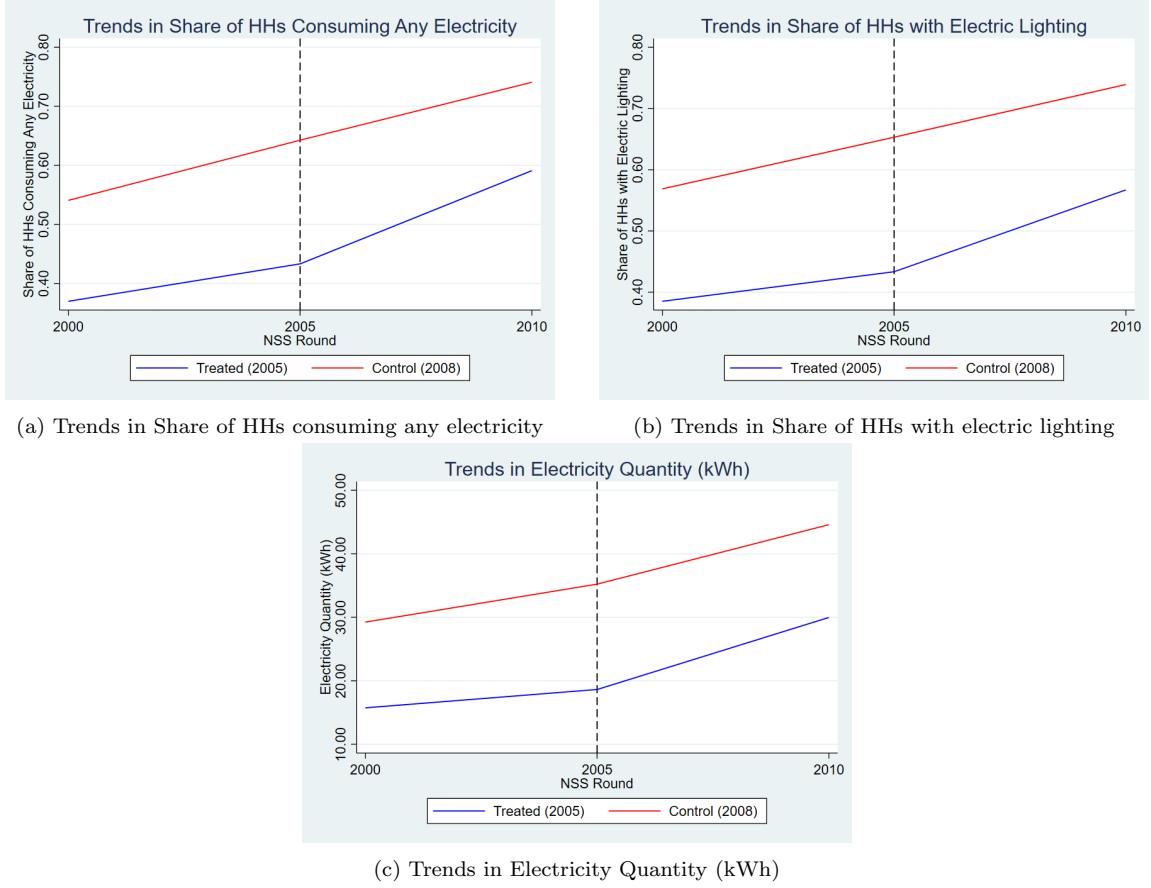 Trends in Share of HHs Consuming Any Electricity
Share of HHs Consuming Any Electricity
0.80
0.70
0.60
0.50
0.40
2000 2005 2010
NSS Round
Treated (2005) Control (2008)
(a) Trends in Share of HHs consuming any electricity
Trends in Share of HHs with Electric Lighting
Share of HHs with Electric Lighting
0.80
0.70
0.60
0.50
0.40
2000 2005 2010
NSS Round
Treated (2005) Control (2008)
(b) Trends in Share of HHs with electric lighting
Trends in Electricity Quantity (kWh)
Electricity Quantity (kWh)
50.00
40.00
30.00
20.00
10.00
2000 2005 2010
NSS Round
Treated (2005) Control (2008)
(c) Trends in Electricity Quantity (kWh)